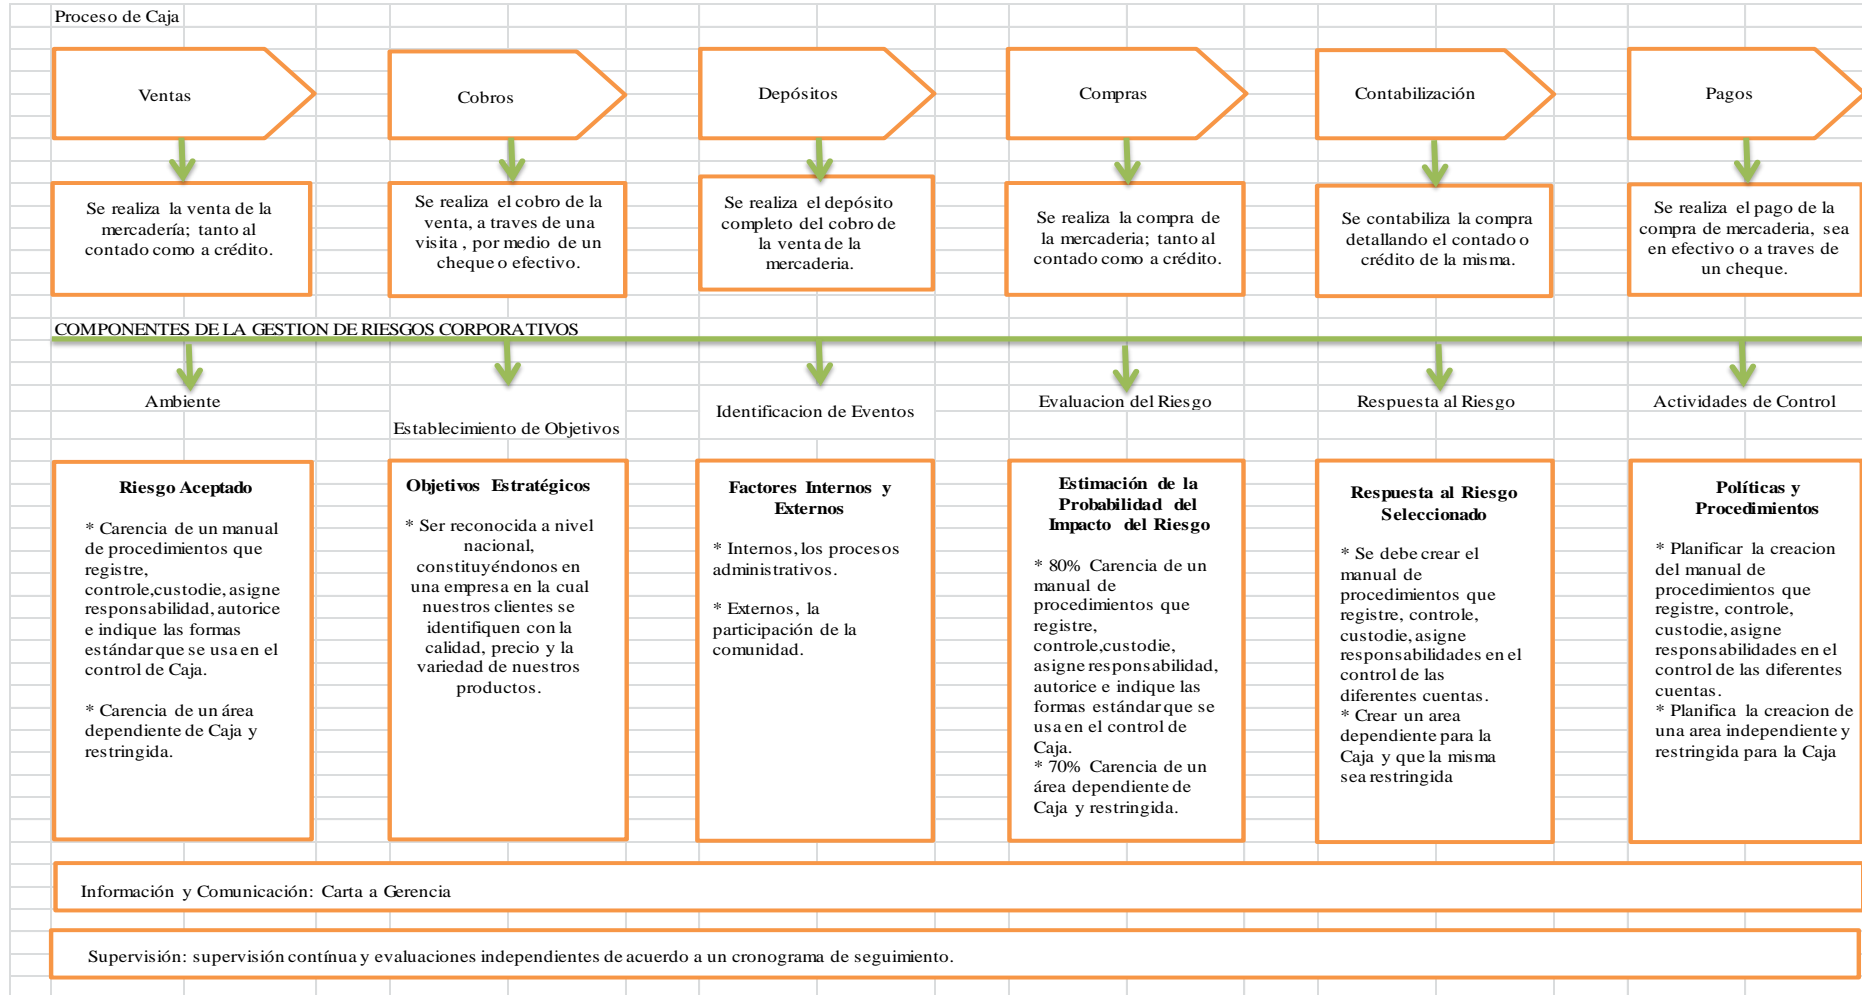 Proceso de Caja
Ventas
Cobros
Depósitos
Compras
Contabilización
Pagos
Se realiza la venta de la
mercadería; tanto al
contado como a crédito.
Se realiza el cobro de la
venta, a traves de una
visita , por medio de un
cheque o efectivo.
Se realiza el depósito
completo del cobro de
la venta de la
mercaderia.
Se realiza la compra de
la mercaderia; tanto al
contado como a crédito.
Se contabiliza la compra
detallando el contado o
crédito de la misma.
Se realiza el pago de la
compra de mercaderia, sea
en efectivo o a traves de
un cheque.
COMPONENTES DE LA GESTION DE RIESGOS CORPORATIVOS
Ambiente
Establecimiento de Objetivos
Identificacion de Eventos
Evaluacion del Riesgo
Respuesta al Riesgo
Actividades de Control
Riesgo Aceptado
* Carencia de un manual
de procedimientos que
registre,
controle,custodie, asigne
responsabilidad, autorice
e indique las formas
estándar que se usa en el
control de Caja.
* Carencia de un área
dependiente de Caja y
restringida.
Objetivos Estratégicos
* Ser reconocida a nivel
nacional,
constituyéndonos en
una empresa en la cual
nuestros clientes se
identifiquen con la
calidad, precio y la
variedad de nuestros
productos.
Factores Internos y
Externos
* Internos, los procesos
administrativos.
* Externos, la
participación de la
comunidad.
Estimación de la
Probabilidad del
Impacto del Riesgo
* 80% Carencia de un
manual de
procedimientos que
registre,
controle,custodie,
asigne responsabilidad,
autorice e indique las
formas estándar que se
usa en el control de
Caja.
* 70% Carencia de un
área dependiente de
Caja y restringida.
Respuesta al Riesgo
Seleccionado
* Se debe crear el
manual de
procedimientos que
registre, controle,
custodie, asigne
responsabilidades en el
control de las
diferentes cuentas.
* Crear un area
dependiente para la
Caja y que la misma
sea restringida
Políticas y
Procedimientos
* Planificar la creacion
del manual de
procedimientos que
registre, controle,
custodie, asigne
responsabilidades en el
control de las diferentes
cuentas.
* Planifica la creacion de
una area independiente y
restringida para la Caja
Información y Comunicación: Carta a Gerencia
Supervisión: supervisión contínua y evaluaciones independientes de acuerdo a un cronograma de seguimiento.